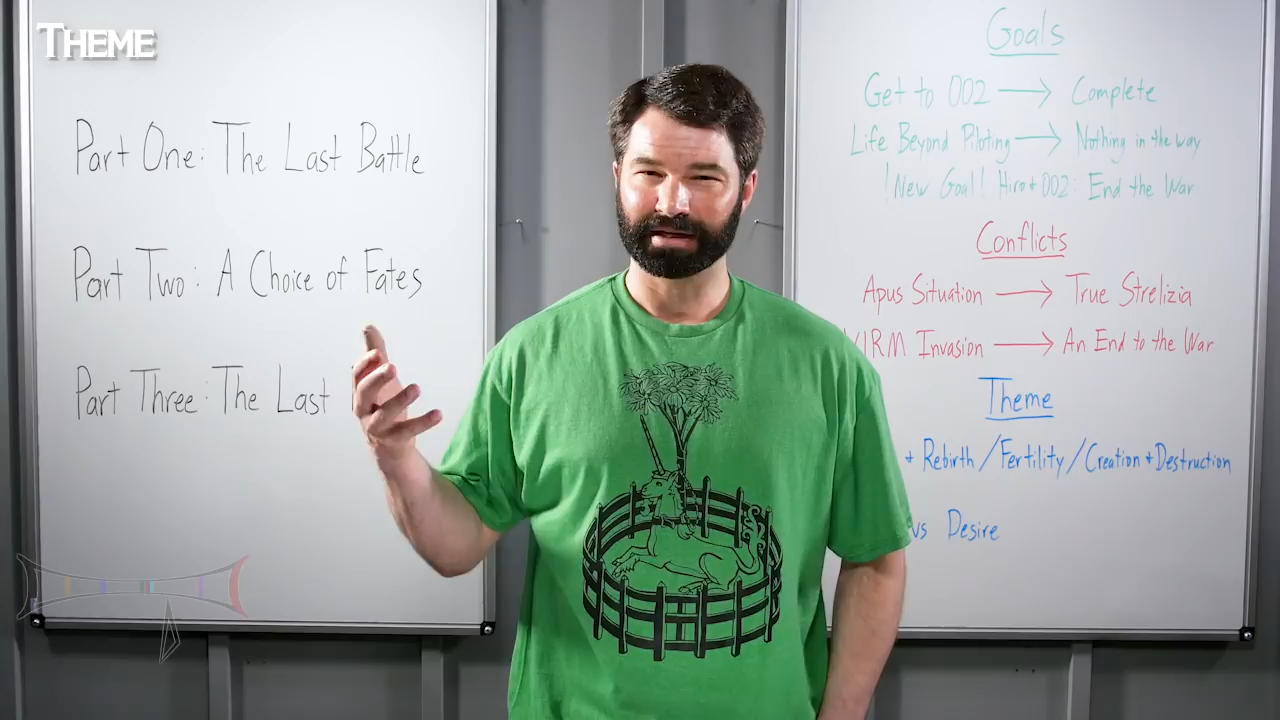 THEME
Part One: The Last Battle
Part Two: A Choice of Fates
Part Three: The Last
Goals
Get to 002 → Complete
Life Beyond Piloting → Nothing in the way
!New Goal! Hiro + 002: End the War
Conflicts
Apus Situation → True Strelizia
VIRM Invasion → An End to the War
Theme
+ Rebirth/Fertility/Creation + Destruction
vs Desire